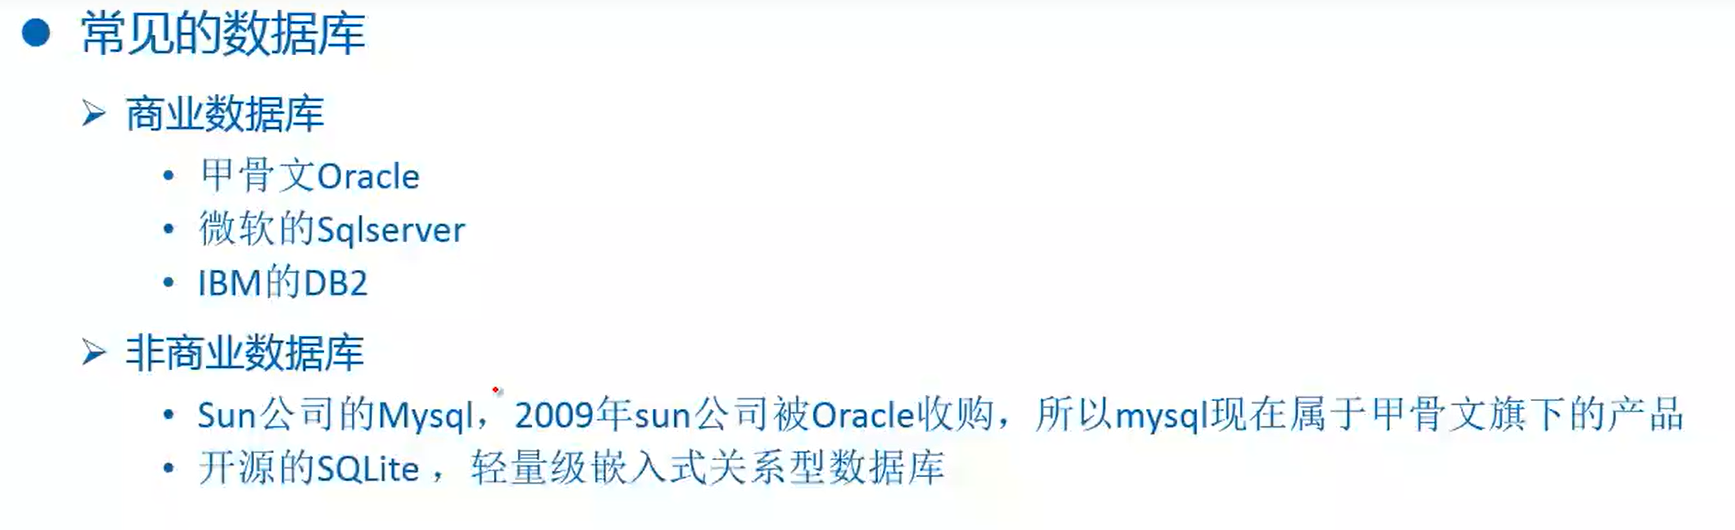 常见的数据库
商业数据库
甲骨文Oracle
微软的Sqlserver
IBM的DB2
非商业数据库
Sun公司的Mysql，2009年sun公司被Oracle收购，所以mysql现在属于甲骨文旗下的产品
开源的SQLite ，轻量级嵌入式关系型数据库